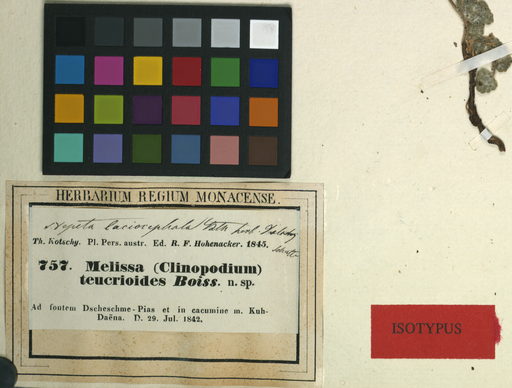 HERBARIUM REGIUM MONACENSE.
Nepeta
Th. Kotschy. Pl. Pers. austr. Ed. R. F. Hohenacker. 1845.
757. Melissa (Clinopodium)
teucrioides Boiss. n. sp.
Ad fontem Dscheschme-Pias et in cacumine m. Kuh-
Daëna. D. 29. Jul. 1842.
ISOTYPUS